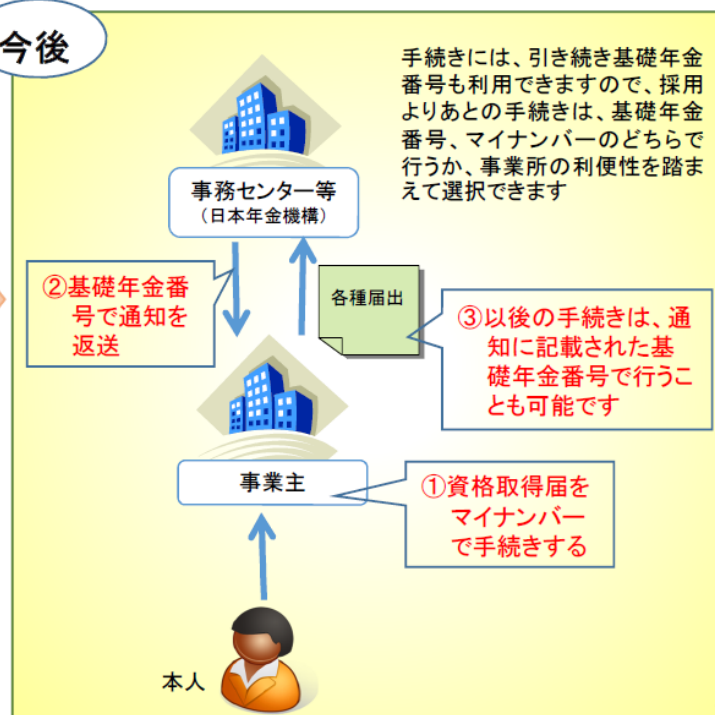 今後
手続きには、引き続き基礎年金
番号も利用できますので、採用
よりあとの手続きは、基礎年金
番号、マイナンバーのどちらで
行うか、事業所の利便性を踏ま
えて選択できます
事務センター等
（日本年金機構）
②基礎年金番
号で通知を
返送
各種届出
③以後の手続きは、通
知に記載された基
礎年金番号で行うこ
とも可能です
事業主
①資格取得届を
マイナンバー
で手続きする
本人